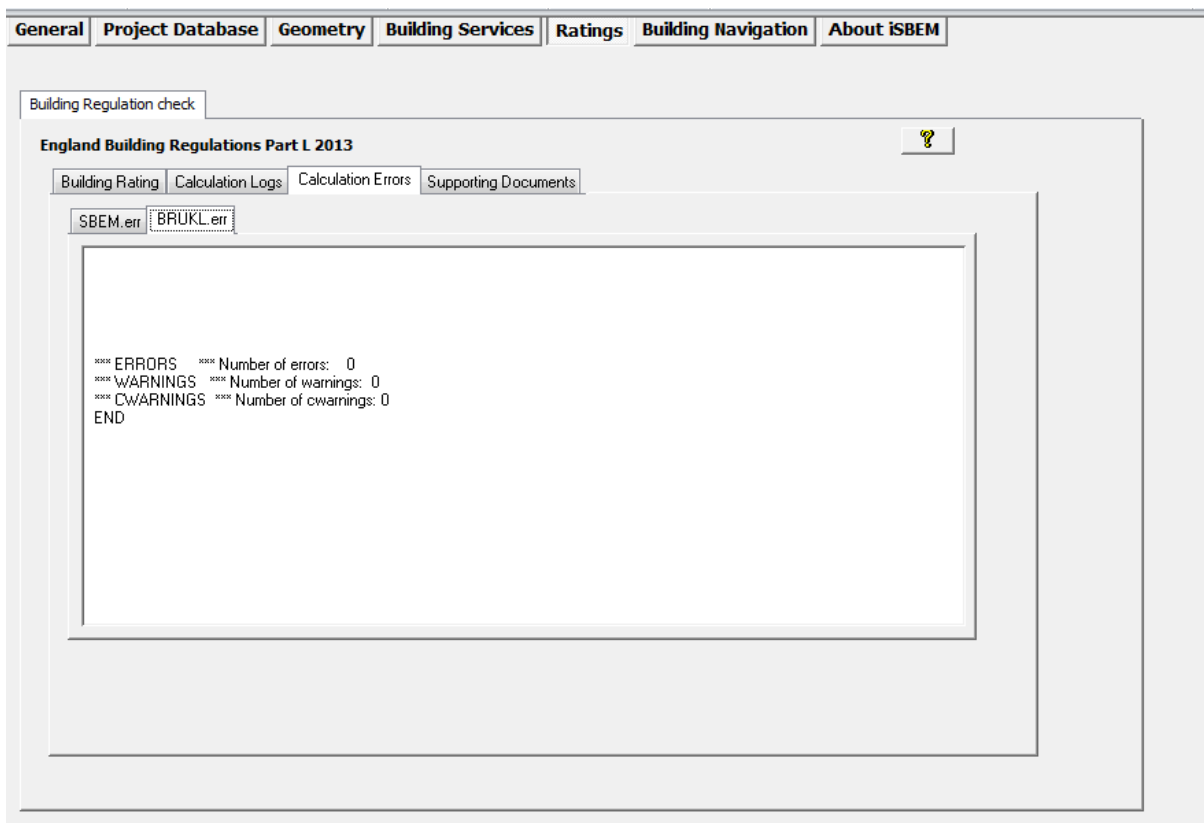 General Project Database Geometry Building Services Ratings Building Navigation About iSBEM
Building Regulation check
England Building Regulations Part L 2013
?
Building Rating Calculation Logs Calculation Errors Supporting Documents
SBEM.err BRUKL.err
*** ERRORS *** Number of errors: 0
*** WARNINGS *** Number of warnings: 0
*** CWARNINGS *** Number of cwarnings: 0
END